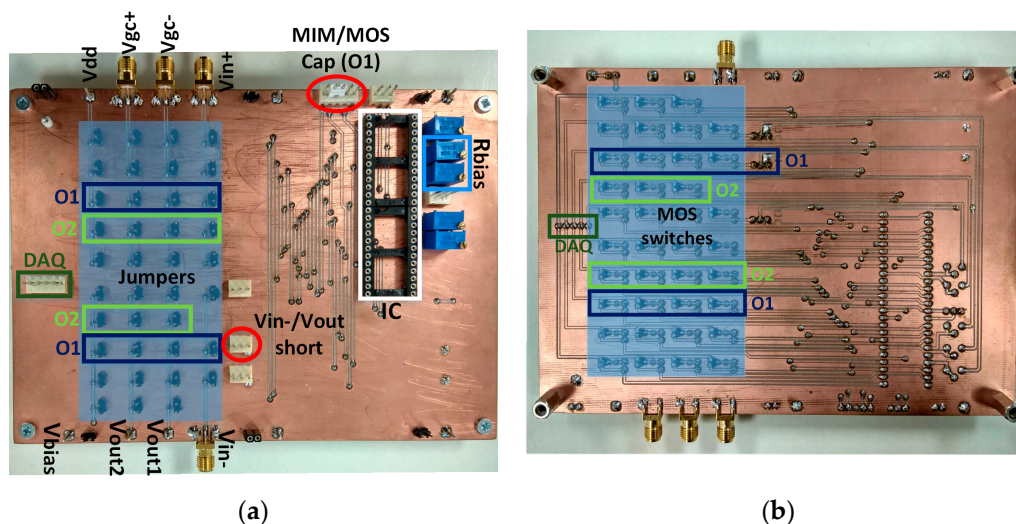 Vdd
Vgc+
Vgc-
Vin+
MIM/MOS
Cap (O1)
Rbias
O1
O2
DAQ
Jumpers
IC
O2
Vin-/Vout
short
O1
Vbias
Vout2
Vout1
Vin-
(a)
O1
O2
MOS
switches
DAQ
O2
O1
(b)